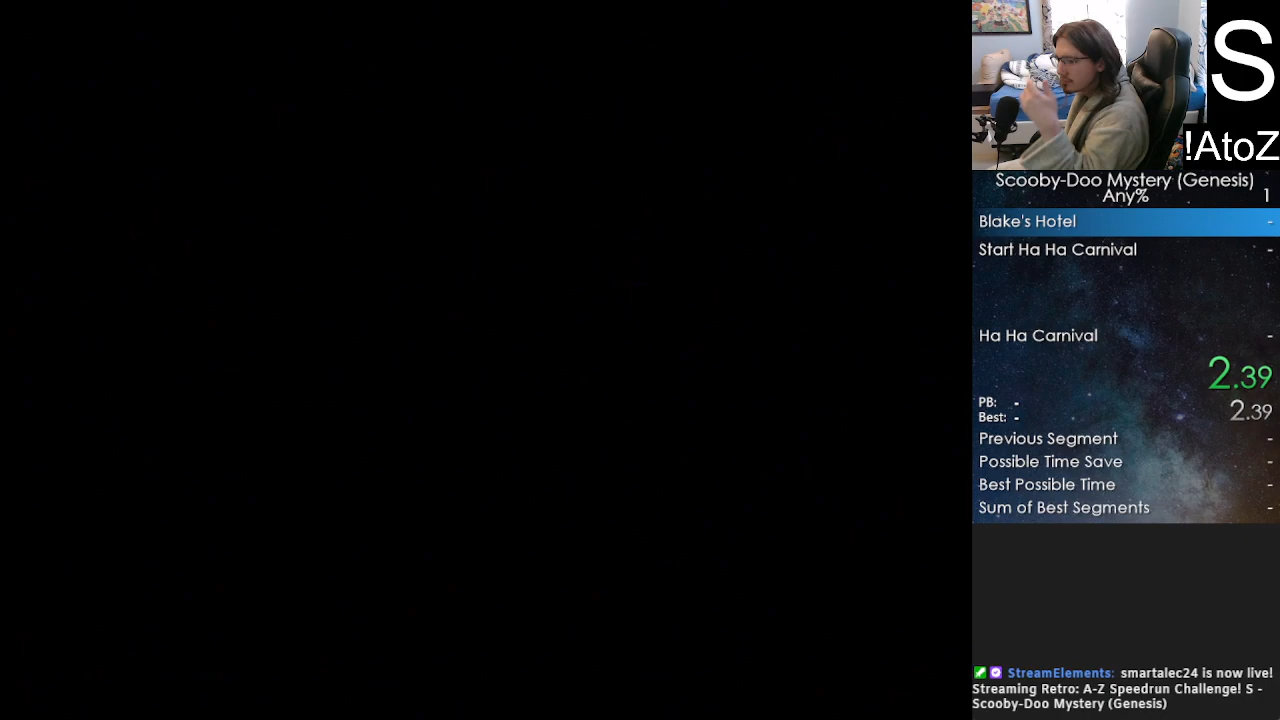 S
!AtoZ
Scooby-Doo Mystery (Genesis)
Any% 1
Blake's Hotel -
Start Ha Ha Carnival -
Ha Ha Carnival -
2.39
PB: - 2.39
Best: -
Previous Segment -
Possible Time Save -
Best Possible Time -
Sum of Best Segments -
StreamElements: smartalec24 is now live!
Streaming Retro: A-Z Speedrun Challenge! S -
Scooby-Doo Mystery (Genesis)